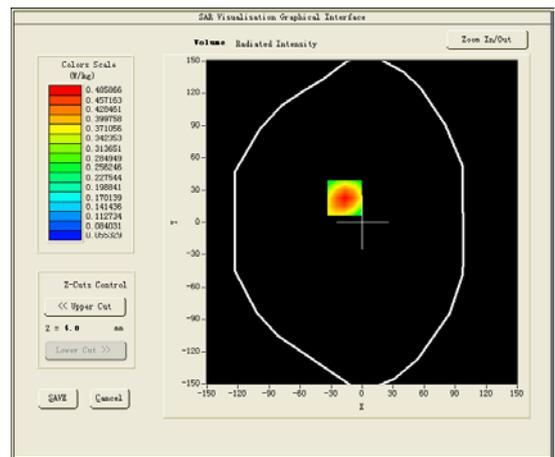 SAR Visualisation Graphical Interface
Volume Radiated Intensity
Zoom In/Out
Colors Scale
(W/kg)
0.485866
0.457163
0.428461
0.399758
0.371056
0.342353
0.313651
0.284949
0.256246
0.227544
0.198841
0.170139
0.141436
0.112734
0.084031
0.055329
Z-Cuts Control
<< Upper Cut
Z = 4.0 mm
Lower Cut >>
SAVE Cancel
150
120
90
60
30
0
-30
-60
-90
-120
-150
Y
-150 -120 -90 -60 -30 0 30 60 90 120 150
X